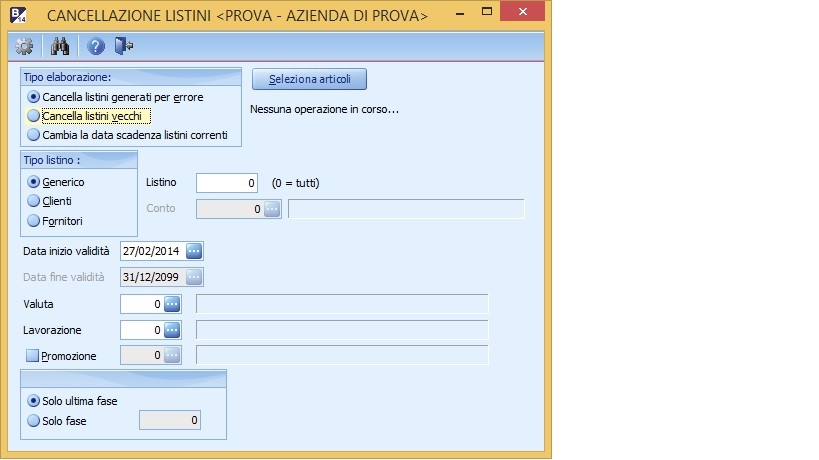 CANCELLAZIONE LISTINI <PROVA - AZIENDA DI PROVA>
Tipo elaborazione:
Cancella listini generati per errore
Cancella listini vecchi
Cambia la data scadenza listini correnti
Seleziona articoli
Nessuna operazione in corso...
Tipo listino :
Generico
Clienti
Fornitori
Listino 0 (0 = tutti)
Conto 0
Data inizio validità 27/02/2014
Data fine validità 31/12/2099
Valuta 0
Lavorazione 0
Promozione 0
Solo ultima fase
Solo fase 0